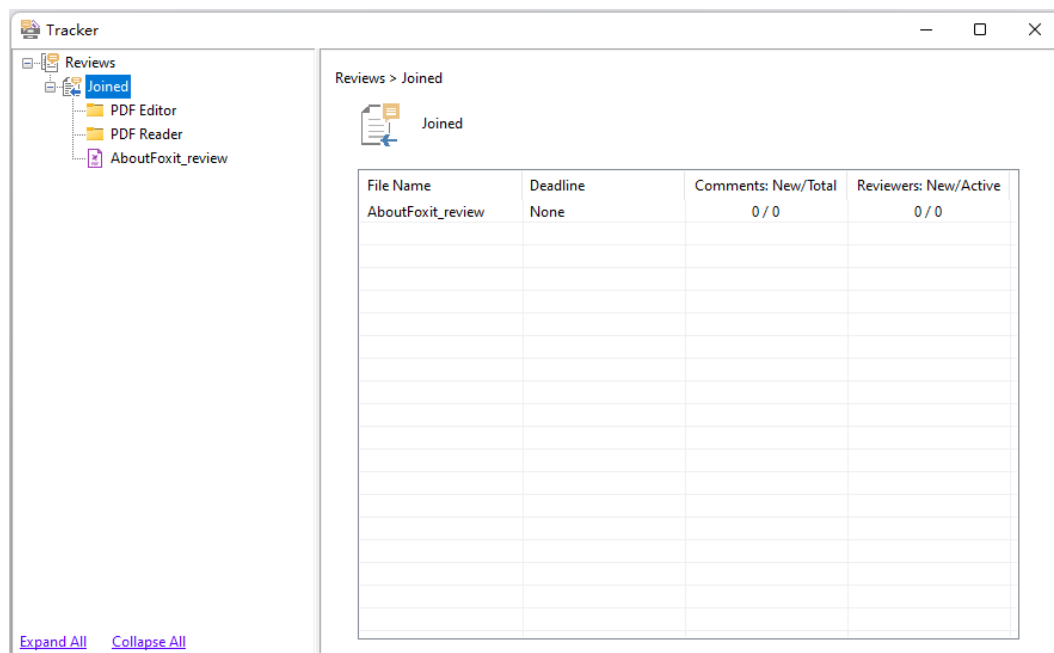 Tracker
Reviews
Joined
PDF Editor
PDF Reader
AboutFoxit_review
Expand All Collapse All
Reviews > Joined
Joined
File Name Deadline Comments: New/Total Reviewers: New/Active
AboutFoxit_review None 0 / 0 0 / 0